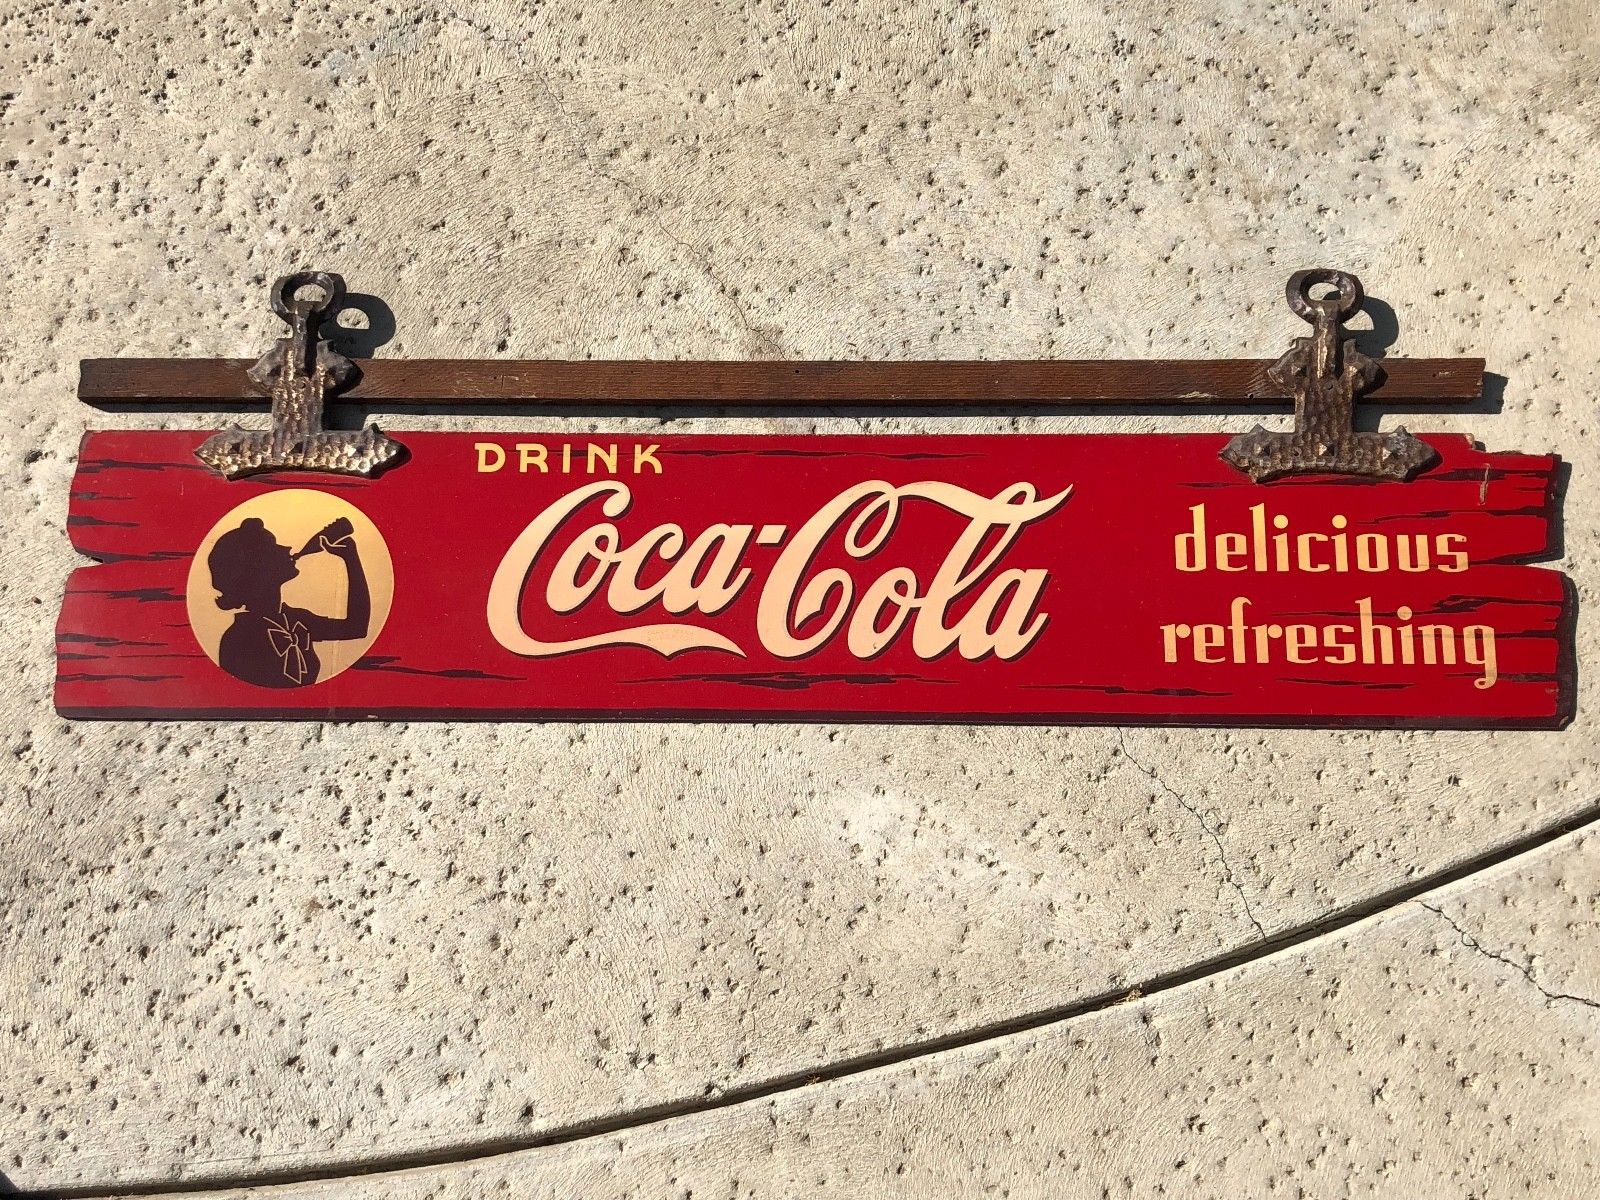 DRINK
Coca-Cola
delicious
refreshing